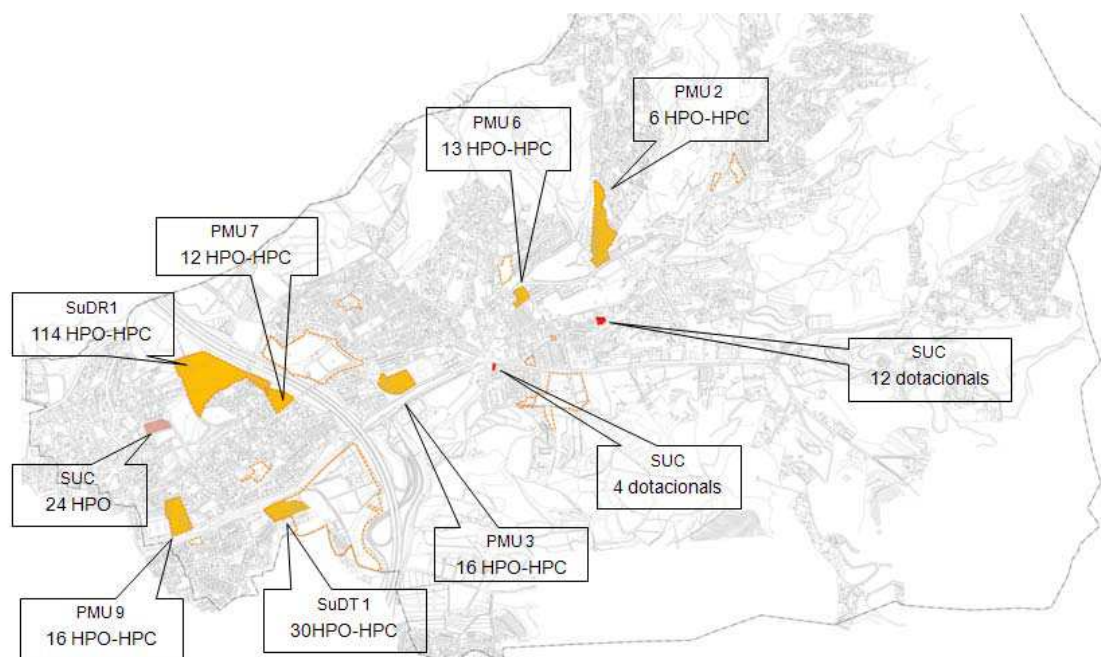 PMU 2
6 HPO-HPC
PMU 6
13 HPO-HPC
PMU 7
12 HPO-HPC
SuDR1
114 HPO-HPC
SUC
12 dotacionals
SUC
4 dotacionals
SUC
24 HPO
PMU 3
16 HPO-HPC
PMU 9
16 HPO-HPC
SuDT 1
30HPO-HPC